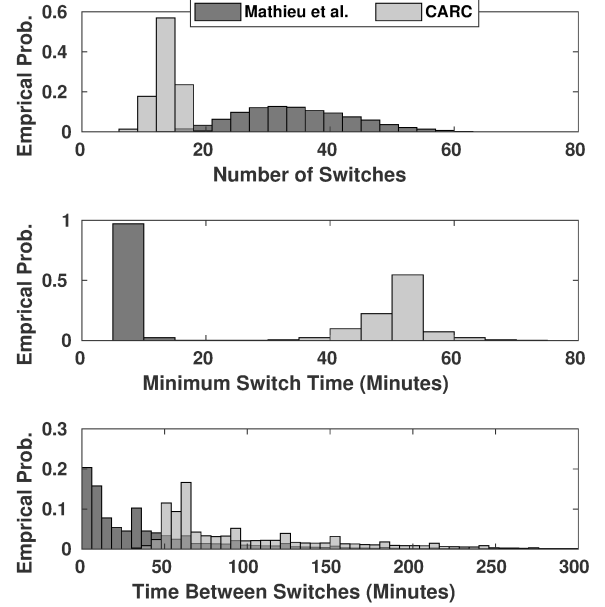 Mathieu et al. CARC
Emprical Prob.
0.6
0.4
0.2
0
0 20 40 60 80
Number of Switches
Emprical Prob.
1
0.5
0
0 20 40 60 80
Minimum Switch Time (Minutes)
Emprical Prob.
0.3
0.2
0.1
0
0 50 100 150 200 250 300
Time Between Switches (Minutes)